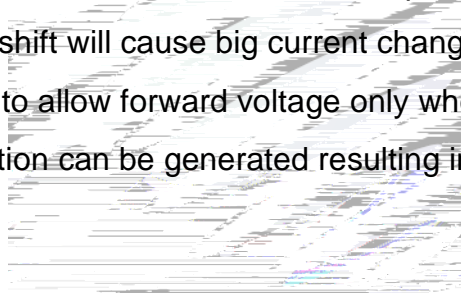 shift will cause big current chang
to allow forward voltage only wh
tion can be generated resulting i